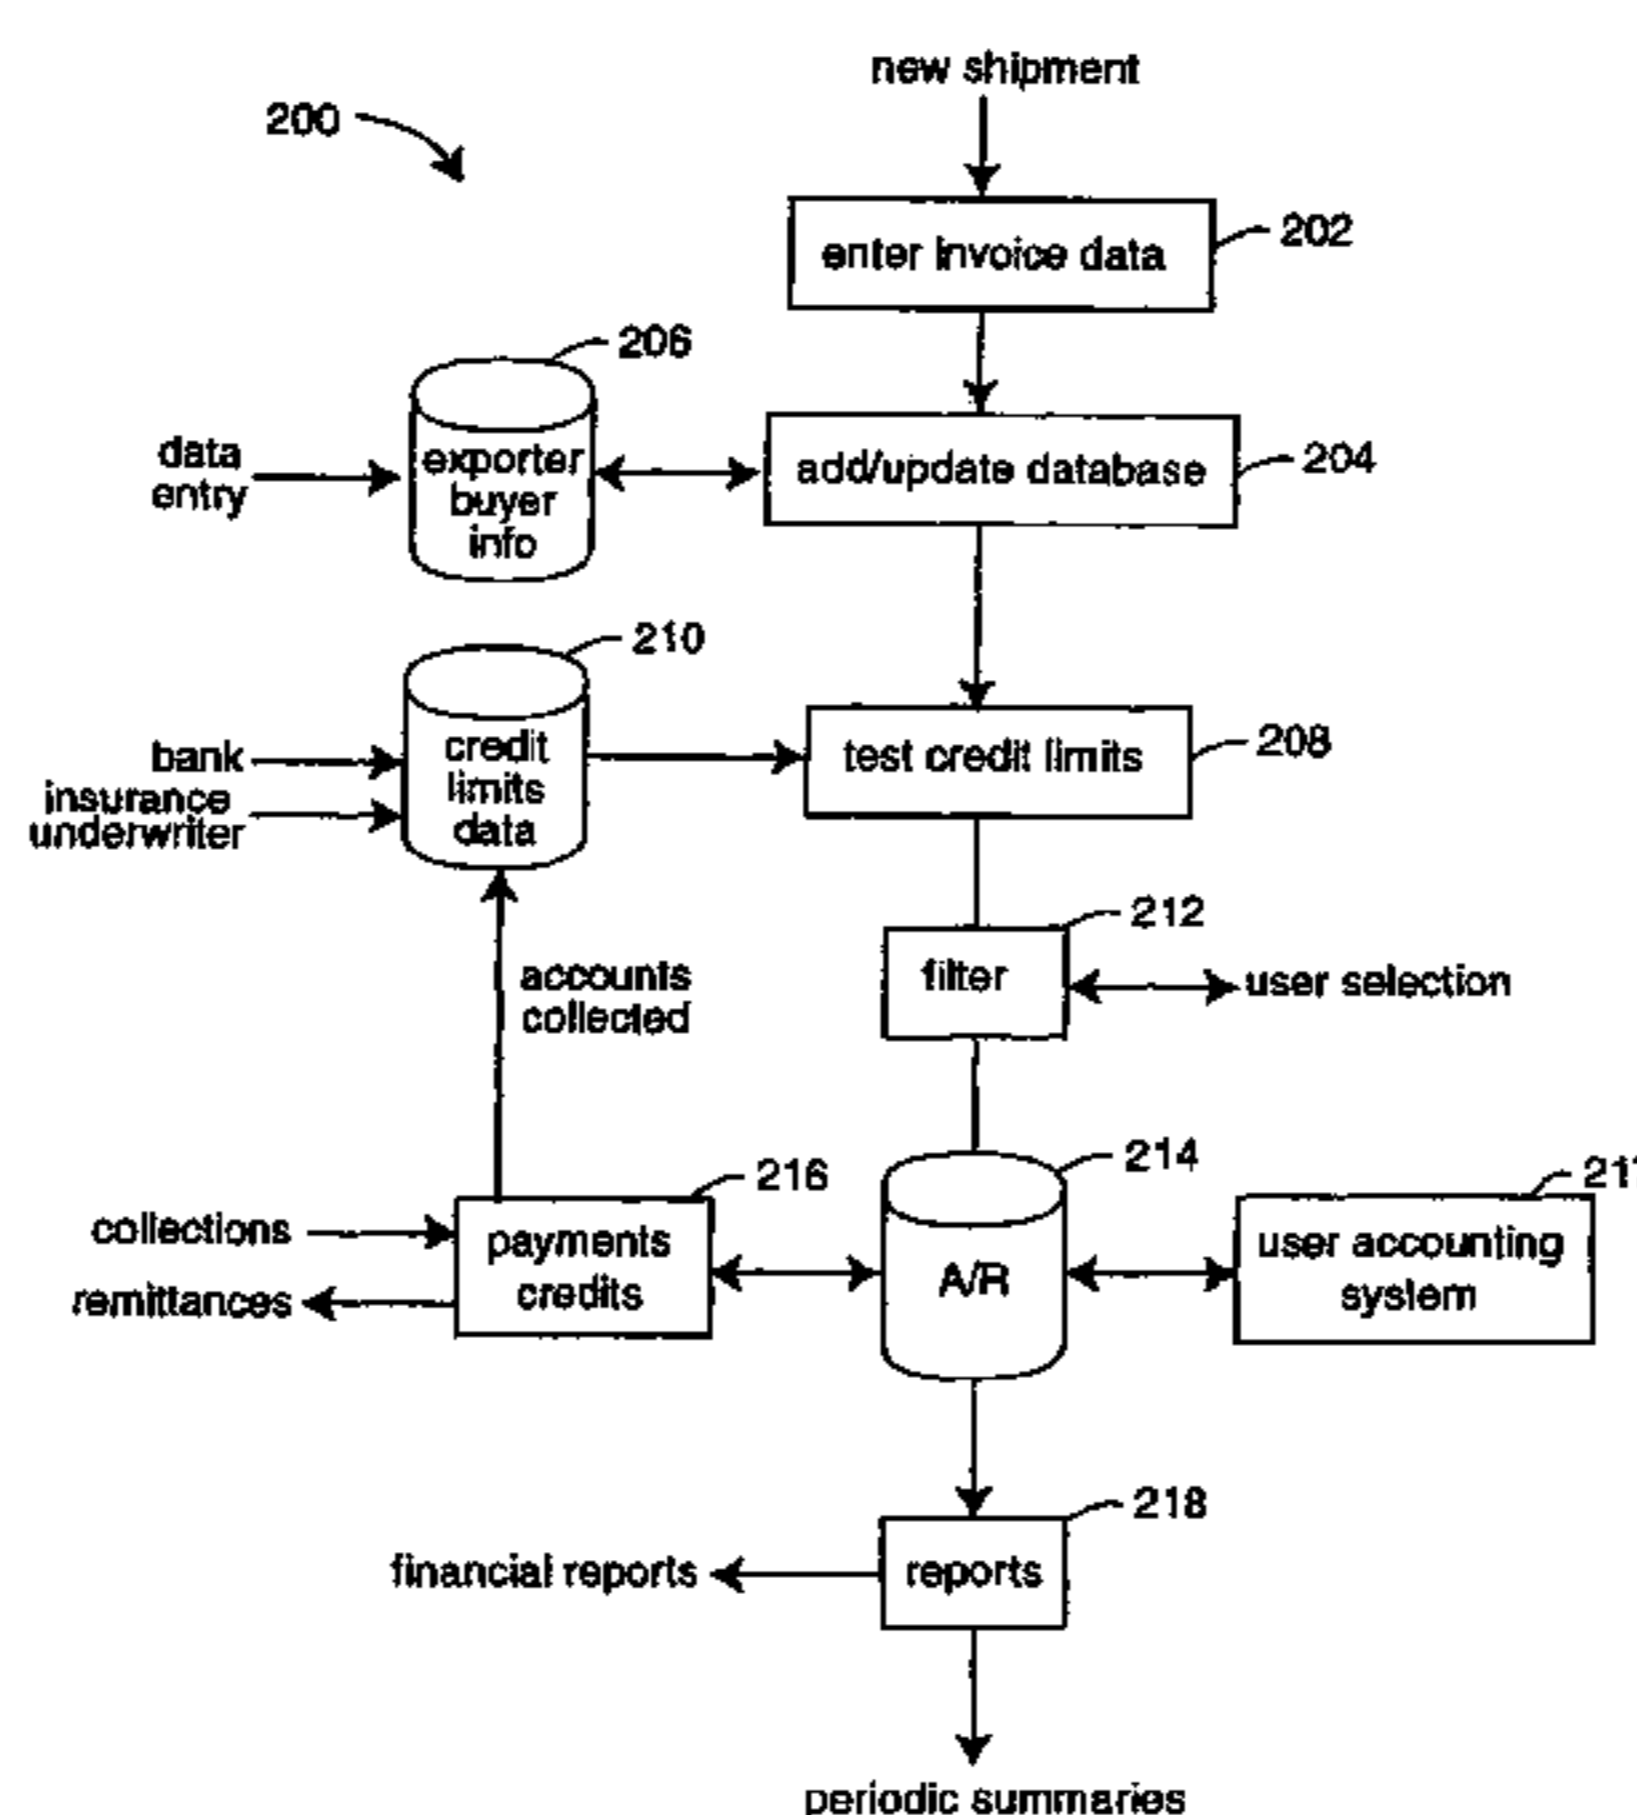 new shipment
200
enter invoice data
202
206
data
entry
exporter
buyer
info
add/update database
204
210
bank
insurance
underwriter
credit
limits
data
test credit limits
208
212
filter
user selection
accounts
collected
214
216
collections
remittances
payments
credits
A/R
user accounting
system
218
financial reports
reports
periodic summaries